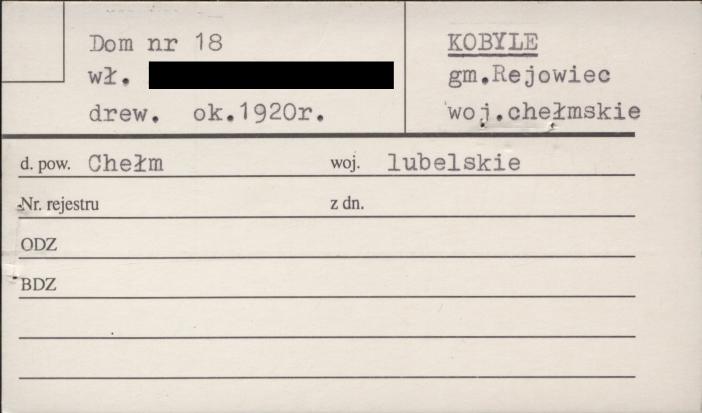 Dom nr 18
wł.
drew. ok.1920r.
KOBYLE
gm.Rejowiec
woj.chełmskie
d. pow. Chełm woj. lubelskie
Nr. rejestru z dn.
ODZ
BDZ